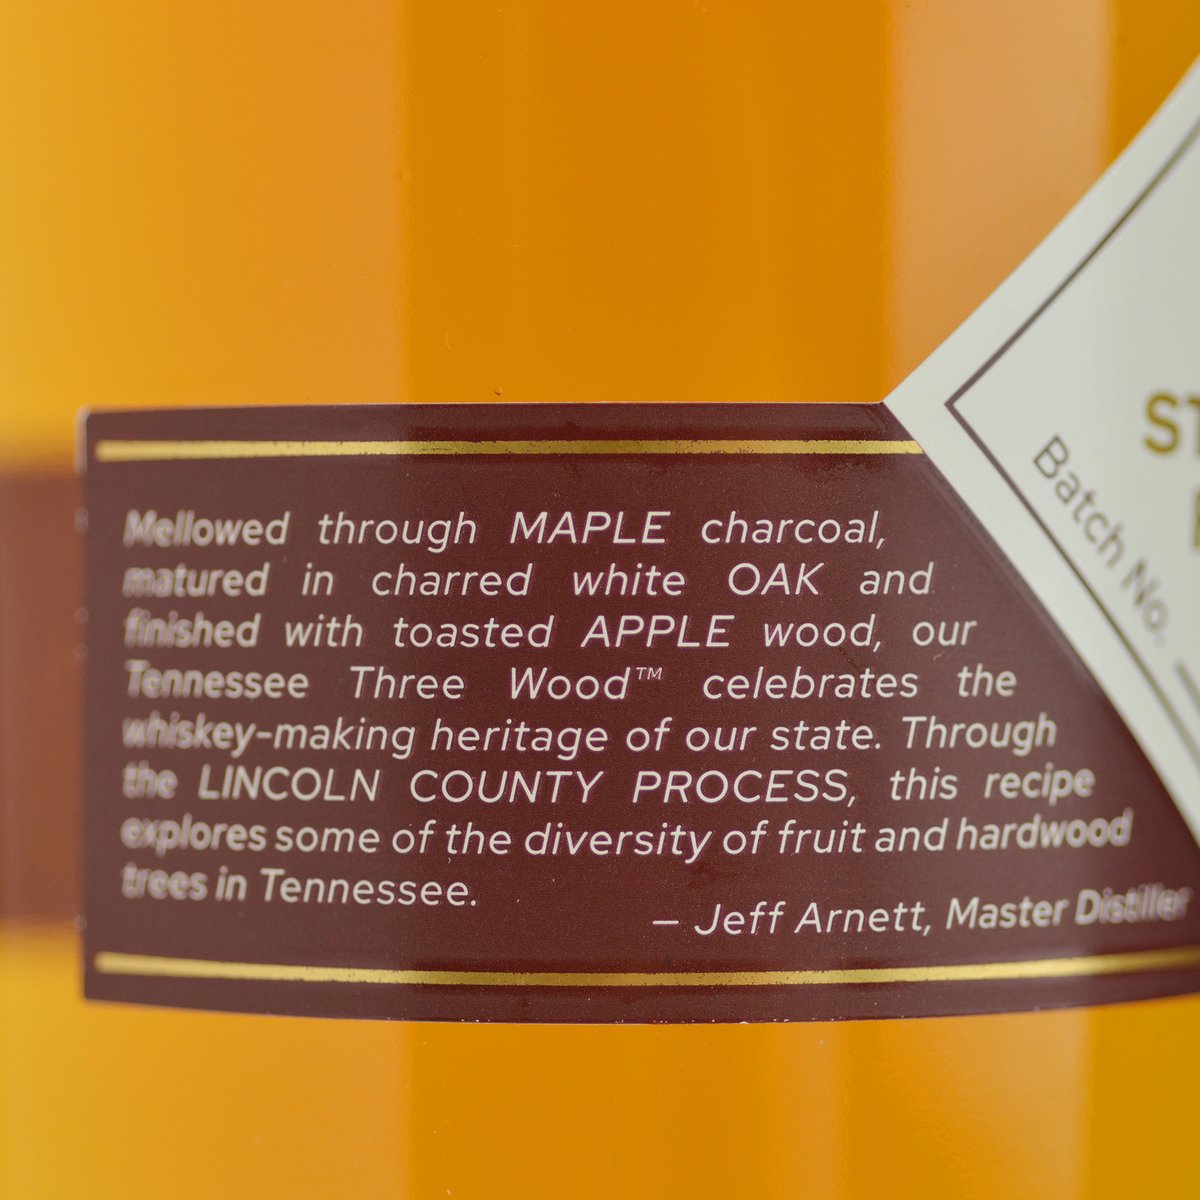 Mellowed through MAPLE charcoal,
matured in charred white OAK and
finished with toasted APPLE wood, our
Tennessee Three Wood™ celebrates the
whiskey-making heritage of our state. Through
the LINCOLN COUNTY PROCESS, this recipe
explores some of the diversity of fruit and hardwood
trees in Tennessee.
– Jeff Arnett, Master Distiller
Batch No.